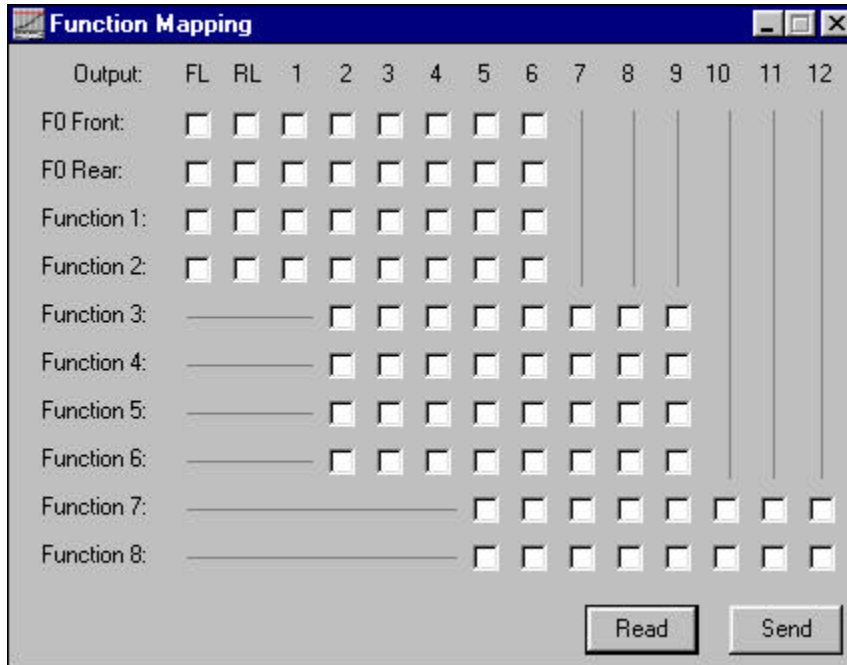 Function Mapping
Output: FL RL 1 2 3 4 5 6 7 8 9 10 11 12
F0 Front:
F0 Rear:
Function 1:
Function 2:
Function 3:
Function 4:
Function 5:
Function 6:
Function 7:
Function 8:
Read Send